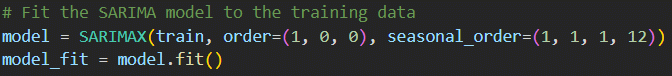 # Fit the SARIMA model to the training data
model = SARIMAX(train, order=(1, 0, 0), seasonal_order=(1, 1, 1, 12))
model_fit = model.fit()